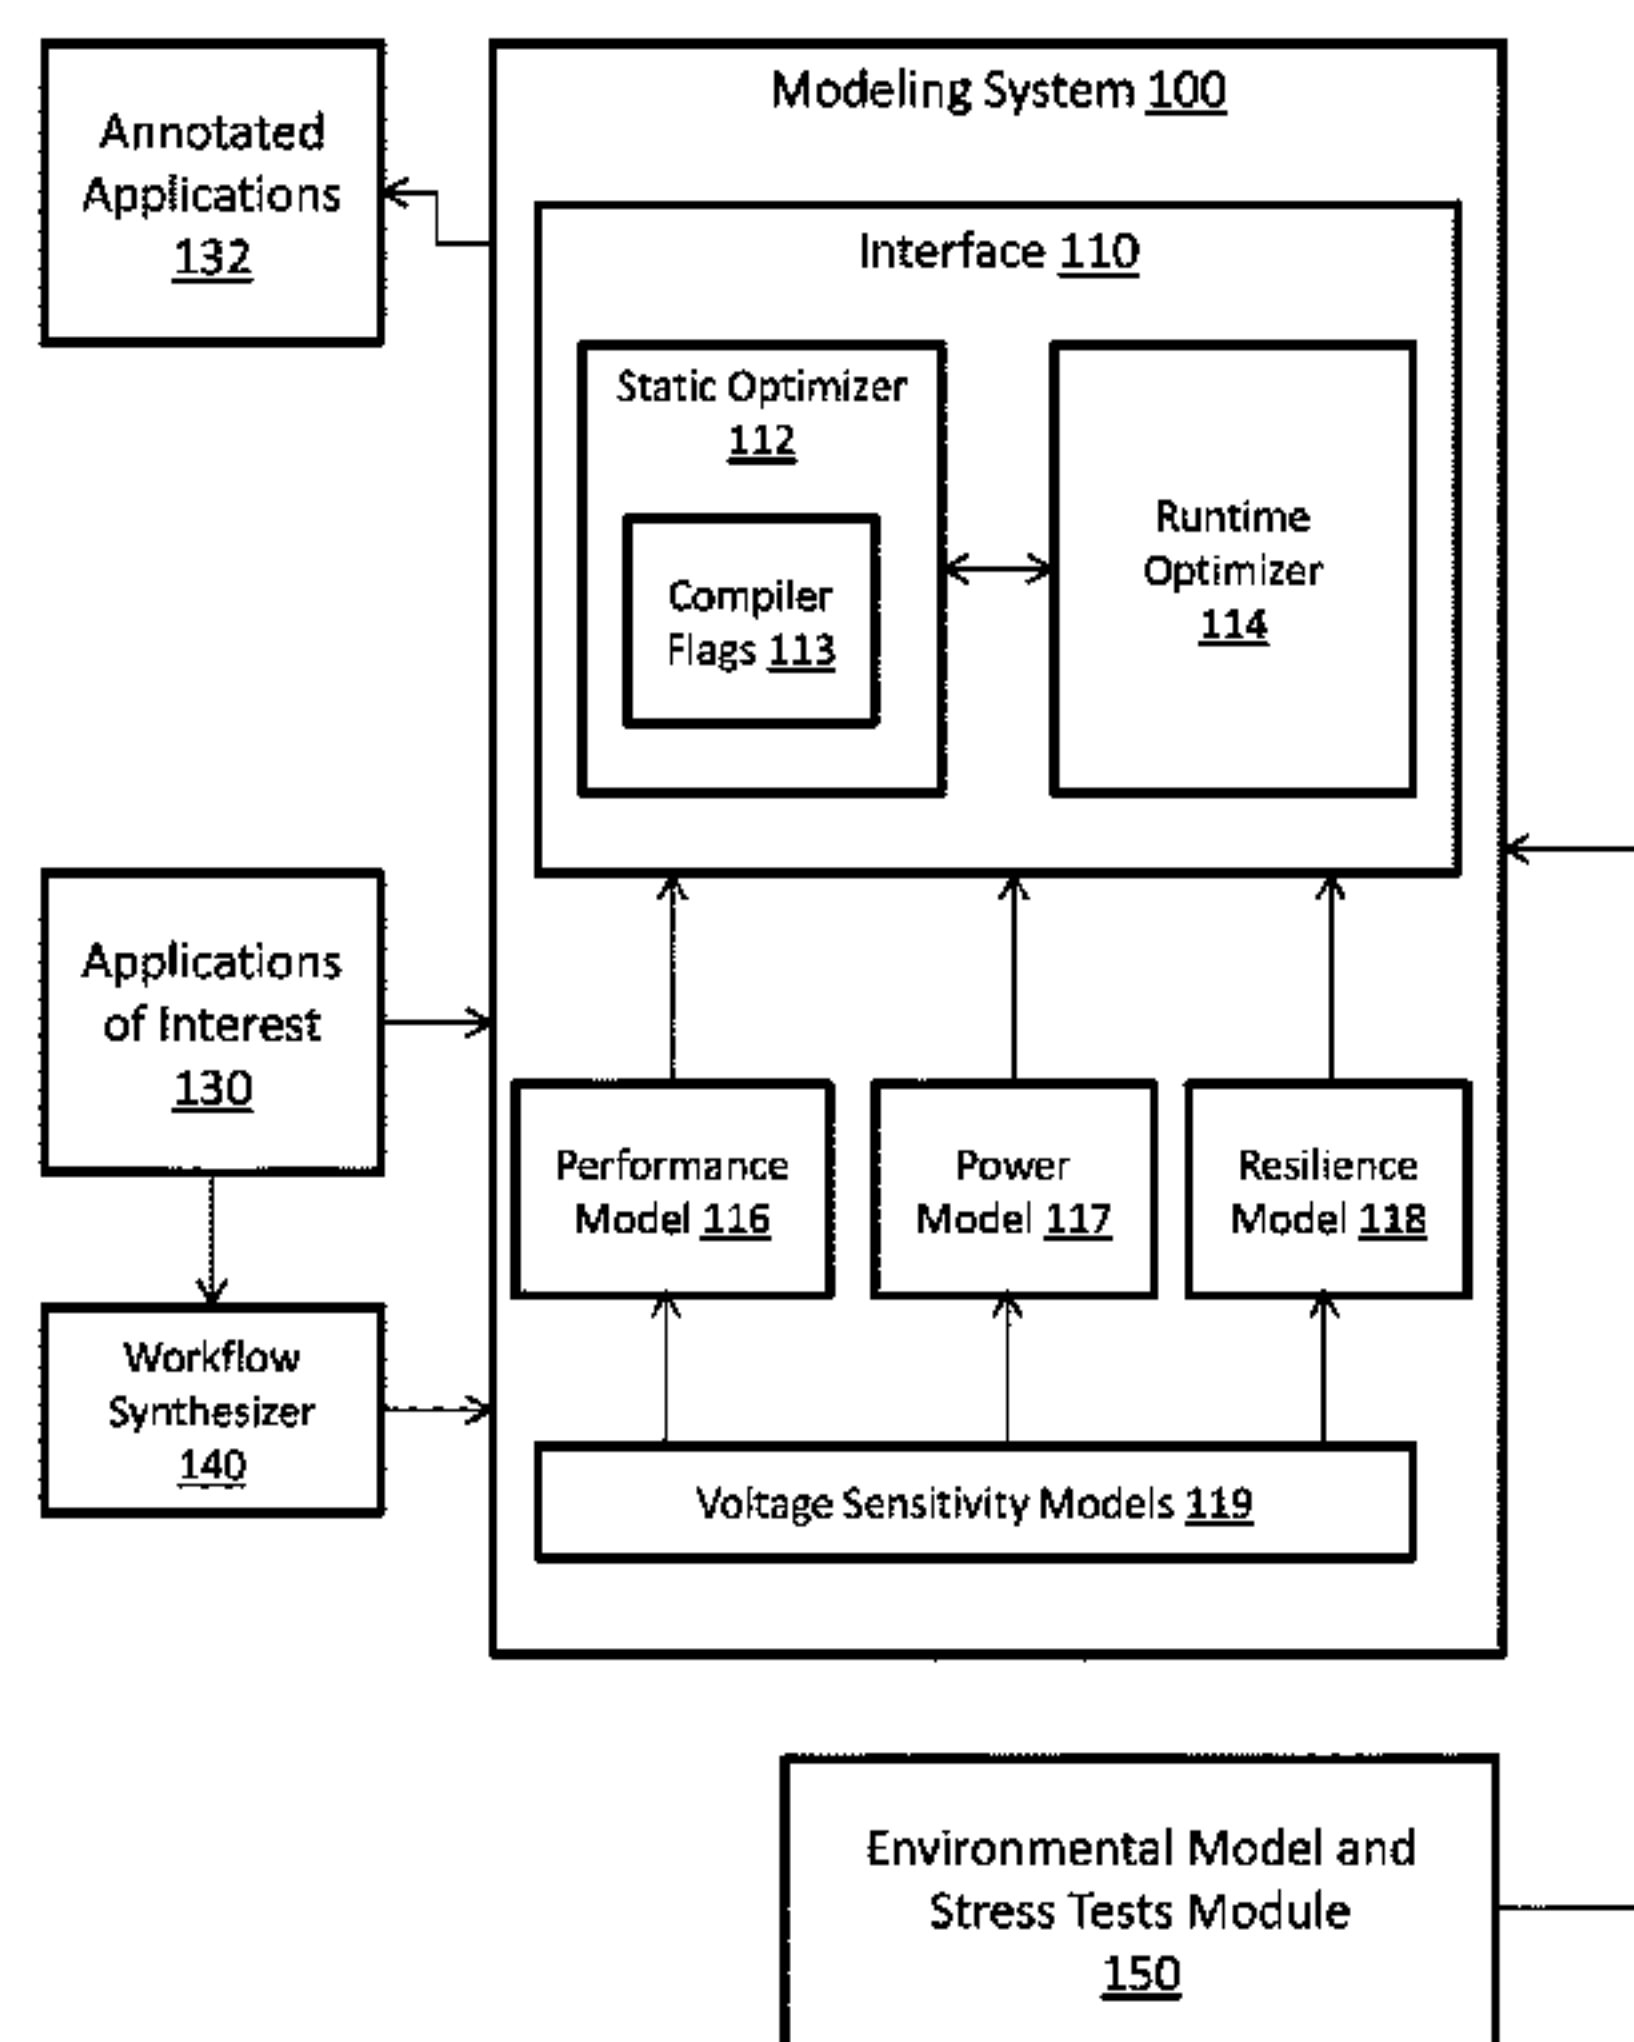 Annotated
Applications
132
Modeling System 100
Interface 110
Static Optimizer
112
Compiler
Flags 113
Runtime
Optimizer
114
Applications
of Interest
130
Performance
Model 116
Power
Model 117
Resilience
Model 118
Workflow
Synthesizer
140
Voltage Sensitivity Models 119
Environmental Model and
Stress Tests Module
150